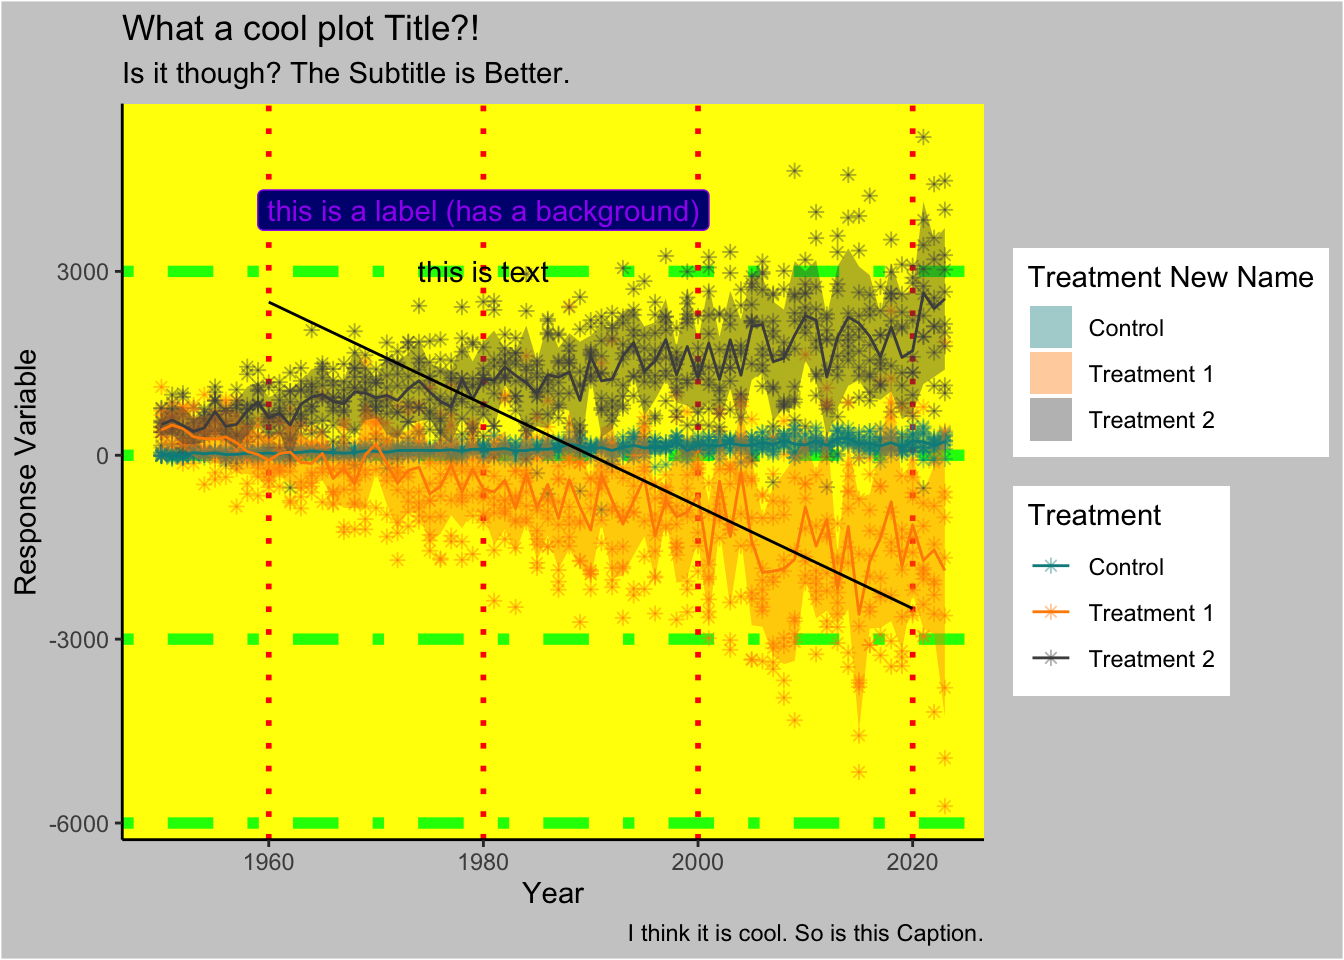 What a cool plot Title?!
Is it though? The Subtitle is Better.
this is a label (has a background)
this is text
3000
0
-3000
-6000
Response Variable
1960 1980 2000 2020
Year
I think it is cool. So is this Caption.
Treatment New Name
Control
Treatment 1
Treatment 2
Treatment
Control
Treatment 1
Treatment 2